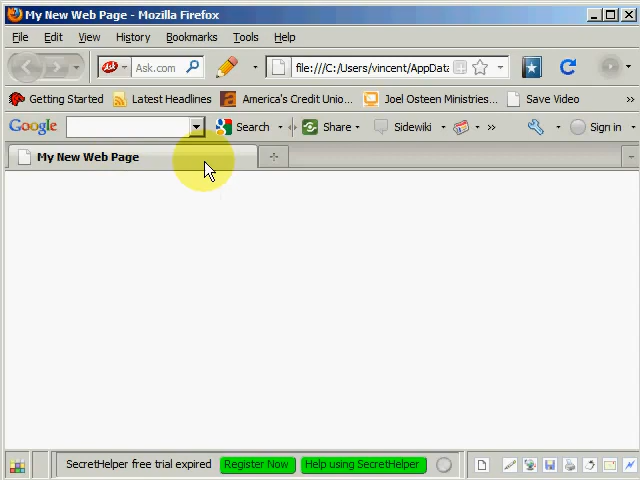 My New Web Page - Mozilla Firefox
File Edit View History Bookmarks Tools Help
Ask Ask.com file:///C:/Users/vincent/AppData
Getting Started Latest Headlines America's Credit Unio... Joel Osteen Ministries... Save Video »
Google Search Share Sidewiki » Sign in
My New Web Page
SecretHelper free trial expired Register Now Help using SecretHelper